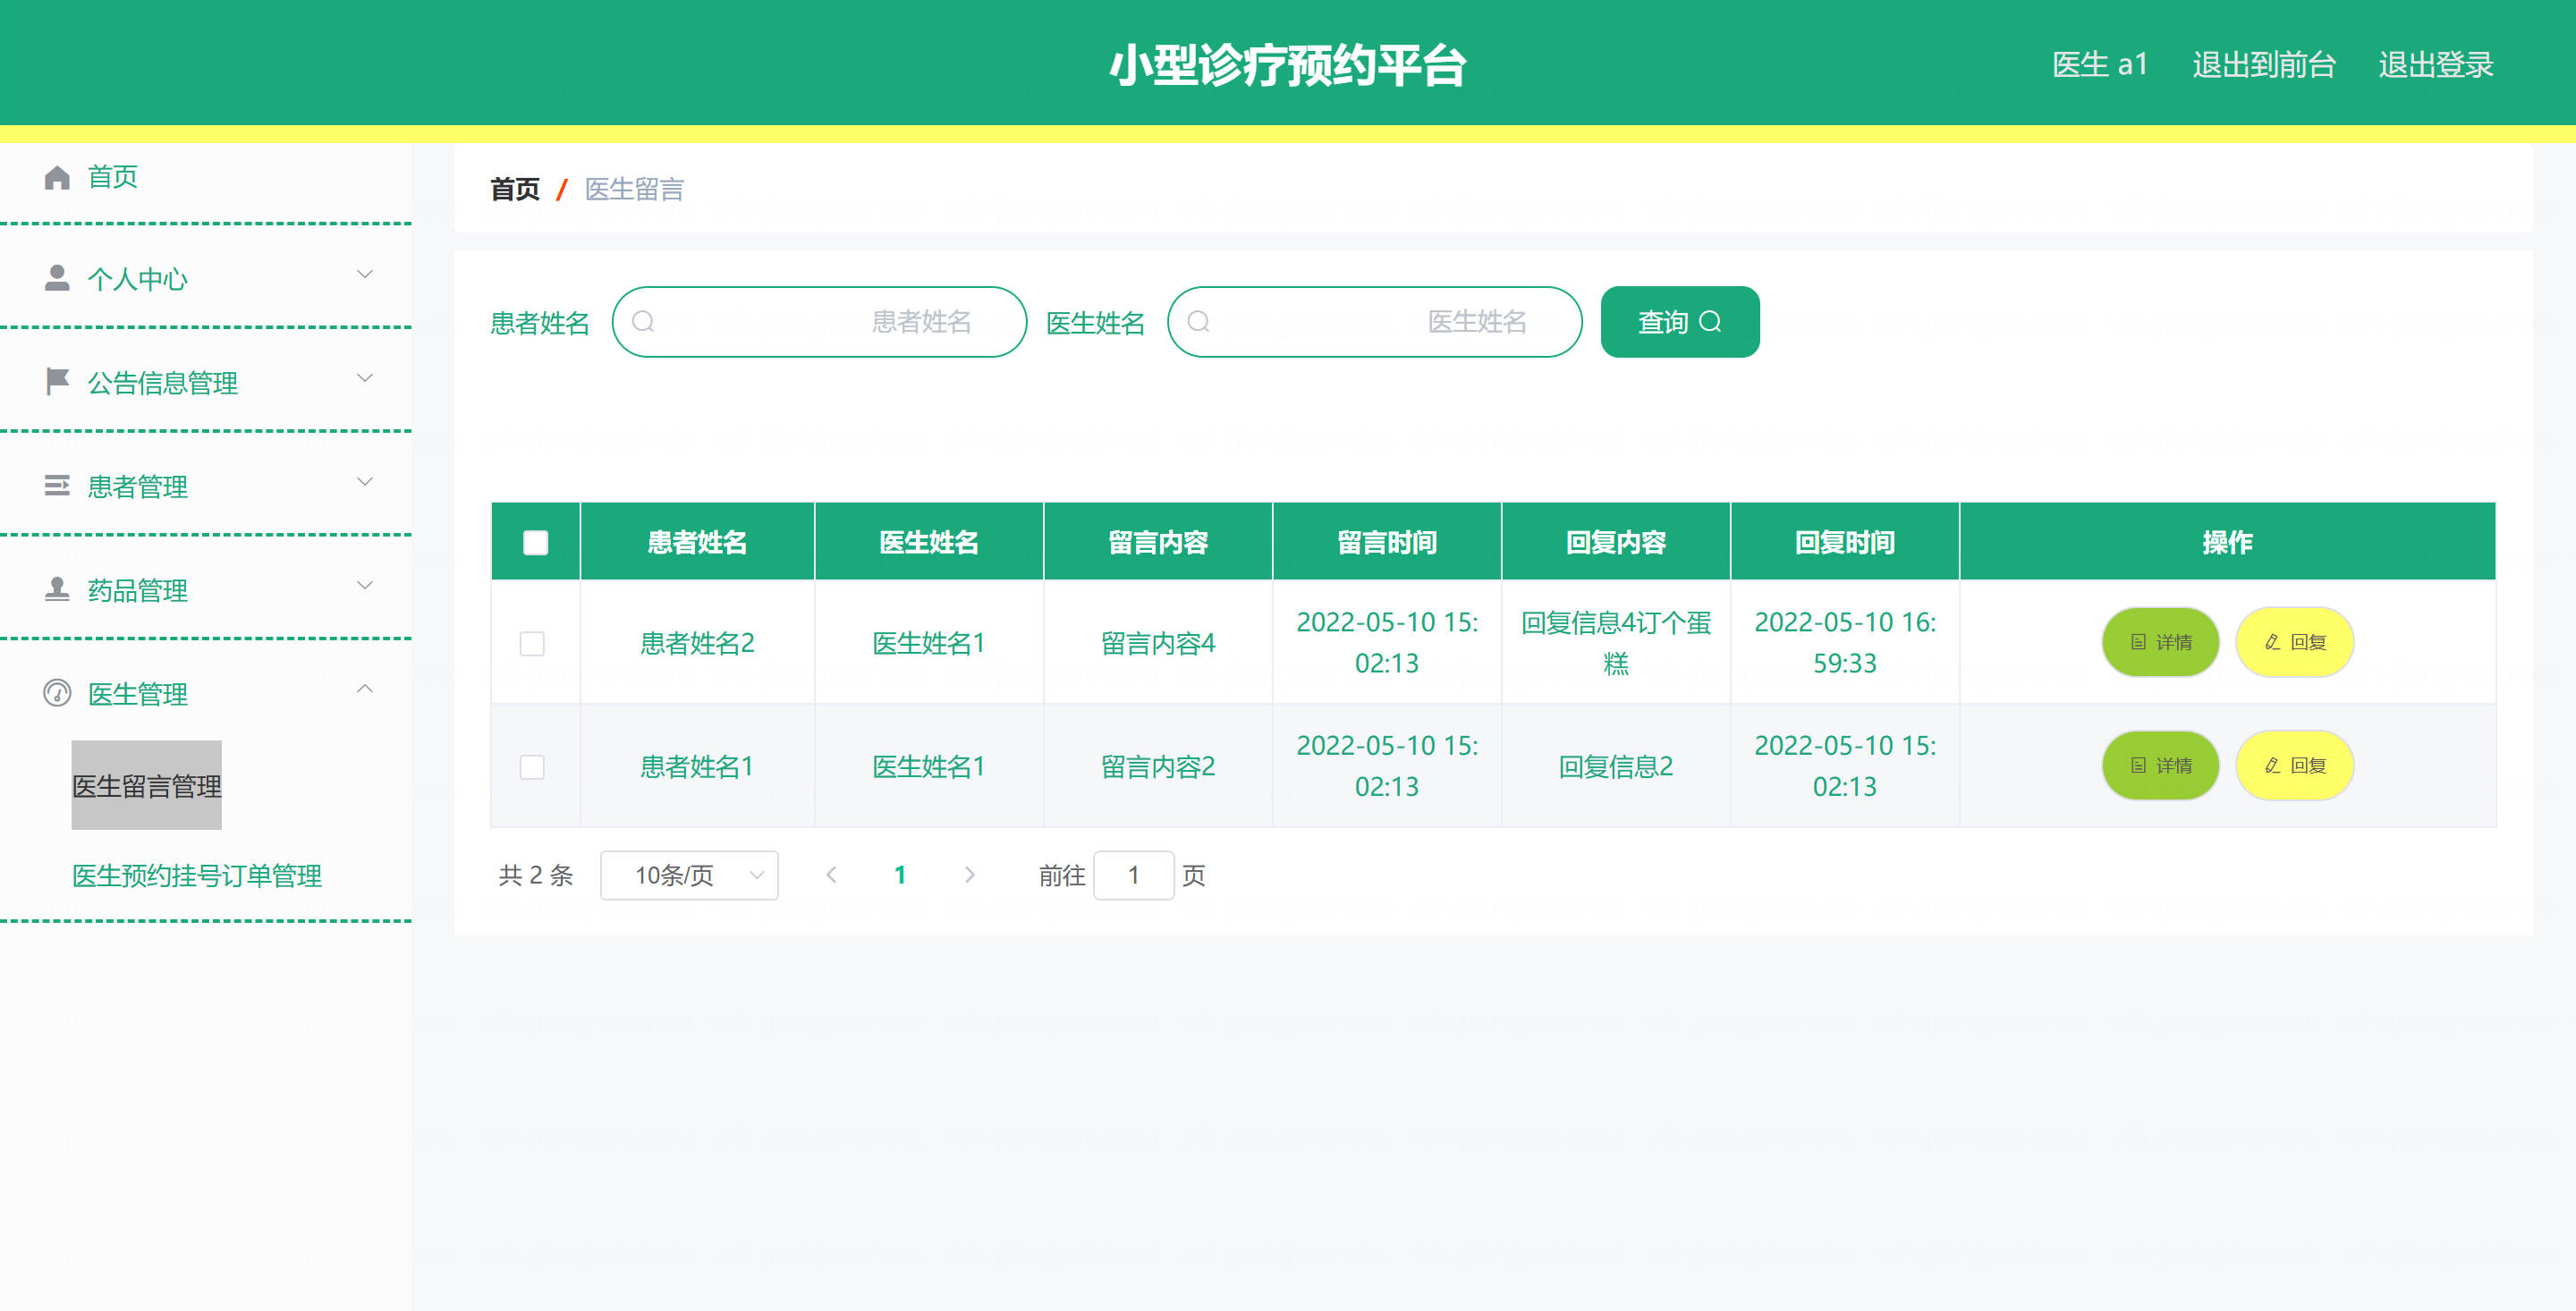 小型诊疗预约平台
医生 a1 退出到前台 退出登录
首页
个人中心
公告信息管理
患者管理
药品管理
医生管理
医生留言管理
医生预约挂号订单管理
首页 / 医生留言
患者姓名 患者姓名 医生姓名 医生姓名 查询
患者姓名 医生姓名 留言内容 留言时间 回复内容 回复时间 操作
患者姓名2 医生姓名1 留言内容4 2022-05-10 15: 回复信息4订个蛋 2022-05-10 16: 详情 回复
02:13 糕 59:33
患者姓名1 医生姓名1 留言内容2 2022-05-10 15: 回复信息2 2022-05-10 15: 详情 回复
02:13 02:13
共 2 条 10条/页 1 前往 1 页